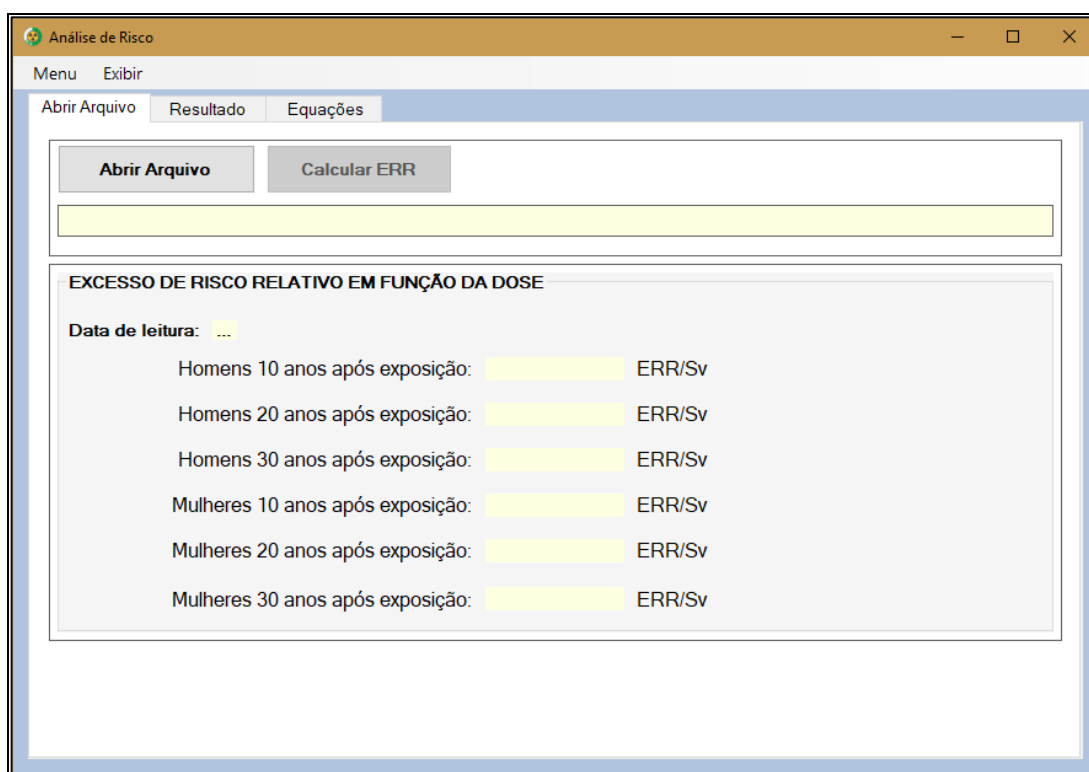 Análise de Risco
Menu Exibir
Abrir Arquivo Resultado Equações
Abrir Arquivo Calcular ERR
EXCESSO DE RISCO RELATIVO EM FUNÇÃO DA DOSE
Data de leitura: ...
Homens 10 anos após exposição: ERR/Sv
Homens 20 anos após exposição: ERR/Sv
Homens 30 anos após exposição: ERR/Sv
Mulheres 10 anos após exposição: ERR/Sv
Mulheres 20 anos após exposição: ERR/Sv
Mulheres 30 anos após exposição: ERR/Sv